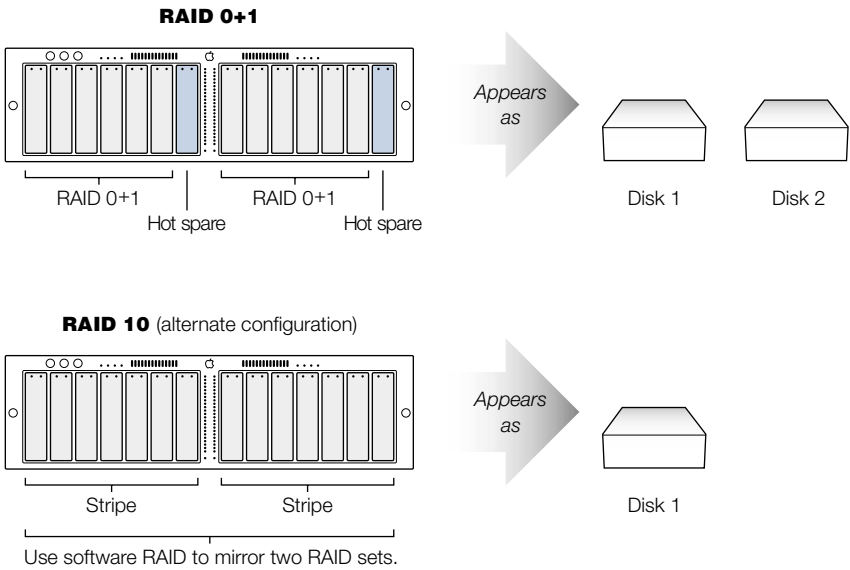 RAID 0+1
Appears
as
RAID 0+1
RAID 0+1
Hot spare
Hot spare
Disk 1
Disk 2
RAID 10 (alternate configuration)
Appears
as
Stripe
Stripe
Disk 1
Use software RAID to mirror two RAID sets.